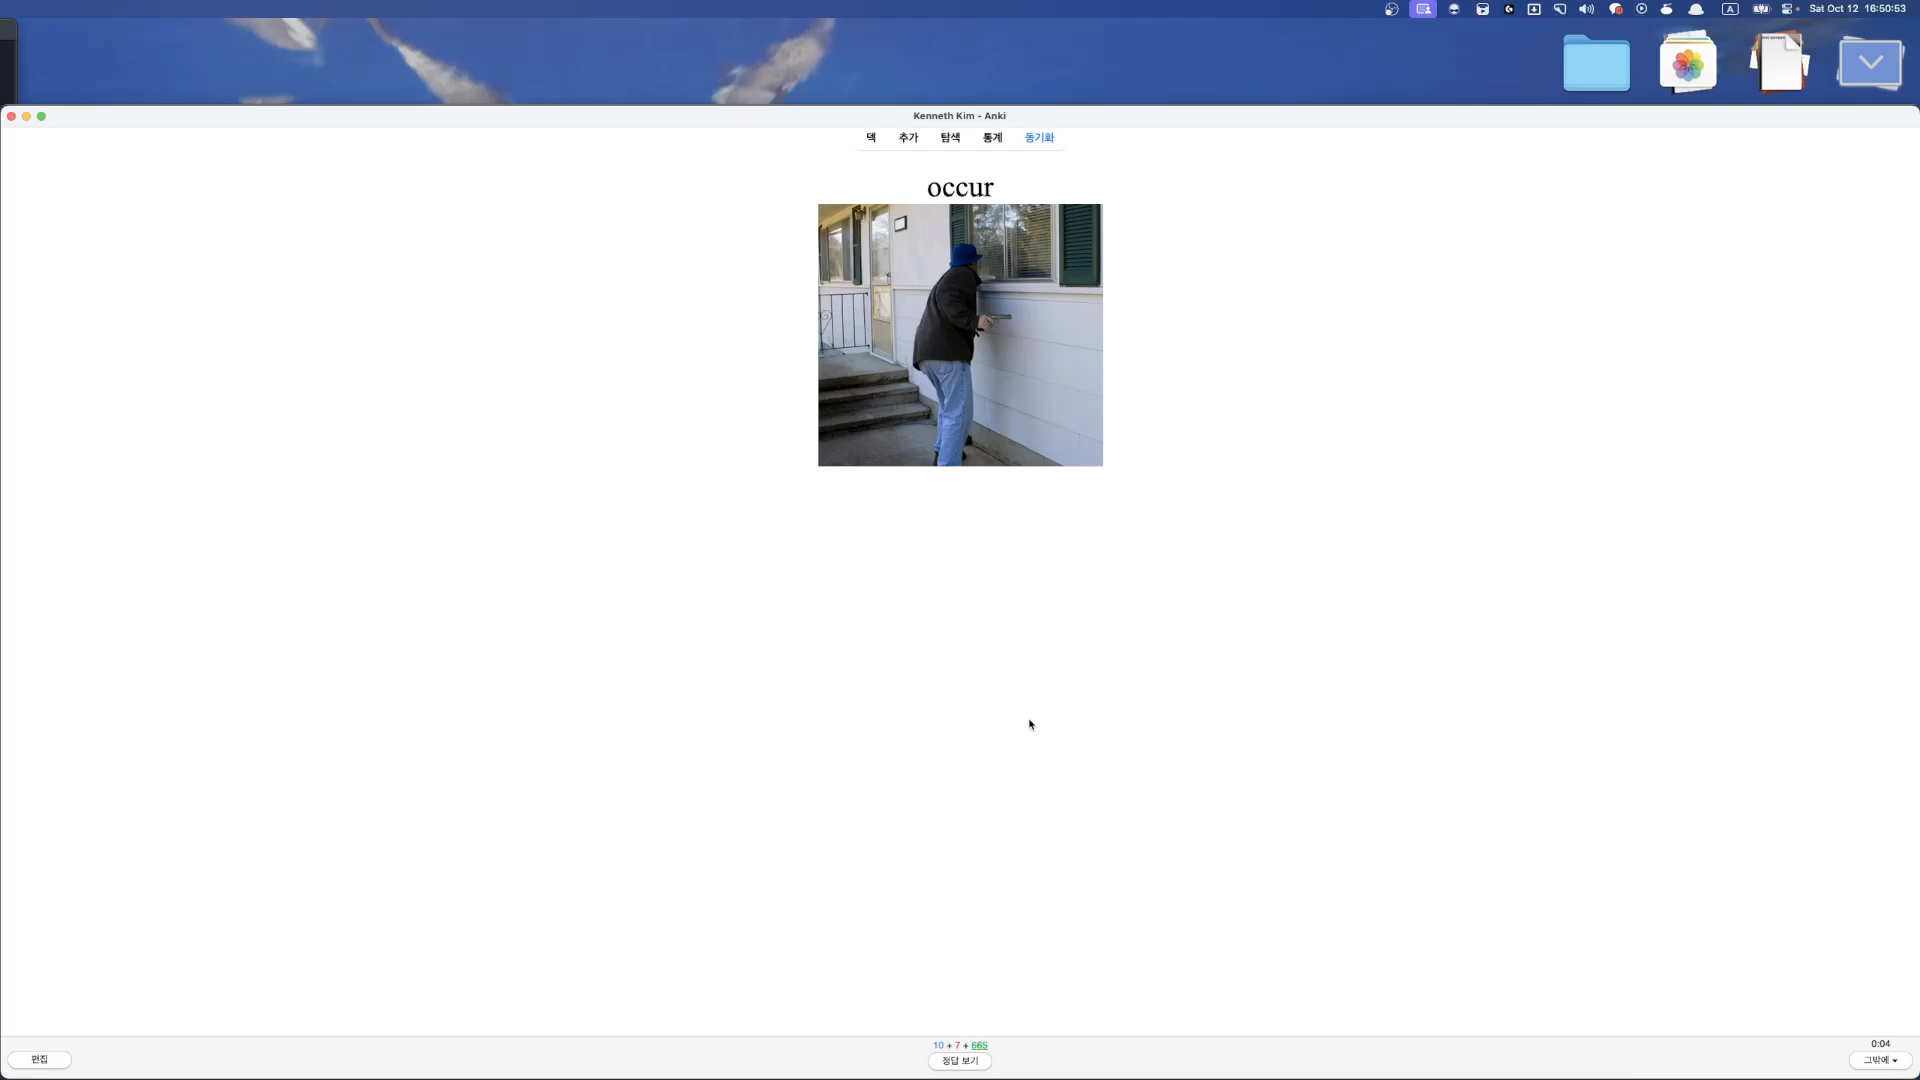 A
Sat Oct 12 16:50:53
Kenneth Kim - Anki
덱 추가 탐색 통계 동기화
occur
10 + 7 + 665
0:04
편집
정답 보기
그밖에